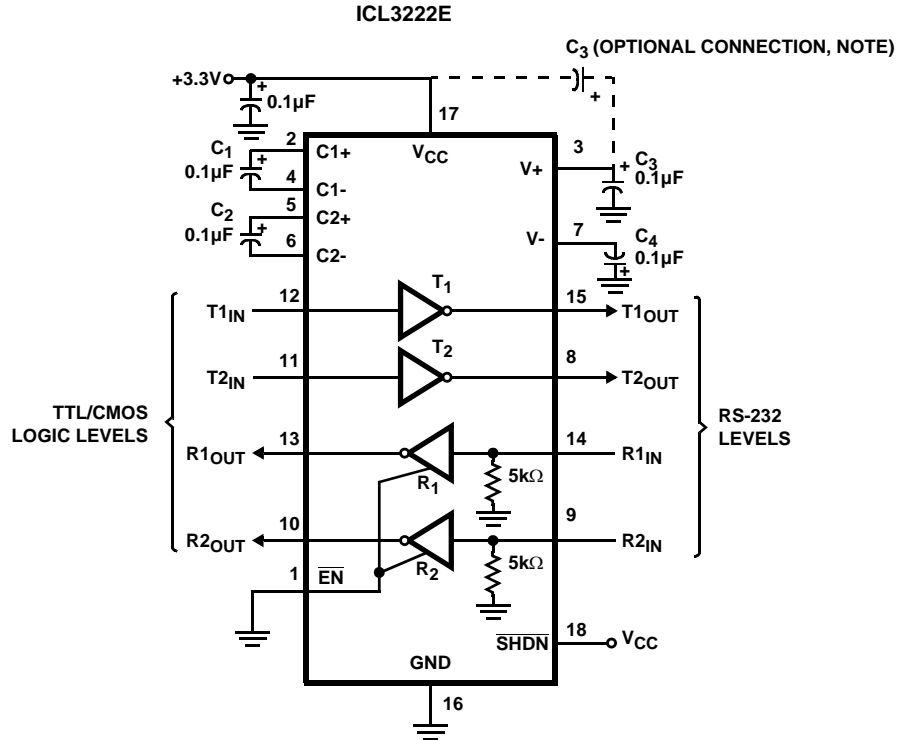 ICL3222E
C3 (OPTIONAL CONNECTION, NOTE)
+3.3V
+
0.1µF
17
+
2
C1+
VCC
3
V+
+
C3
0.1µF
C1
0.1µF
+
4
C1-
5
C2+
7
V-
C4
0.1µF
+
C2
0.1µF
+
6
C2-
T1
T1IN
12
15
T1OUT
T2
T2IN
11
8
T2OUT
TTL/CMOS
LOGIC LEVELS
RS-232
LEVELS
R1OUT
13
14
R1IN
R1
5kΩ
R2OUT
10
9
R2IN
R2
5kΩ
1
EN
SHDN
18
VCC
GND
16